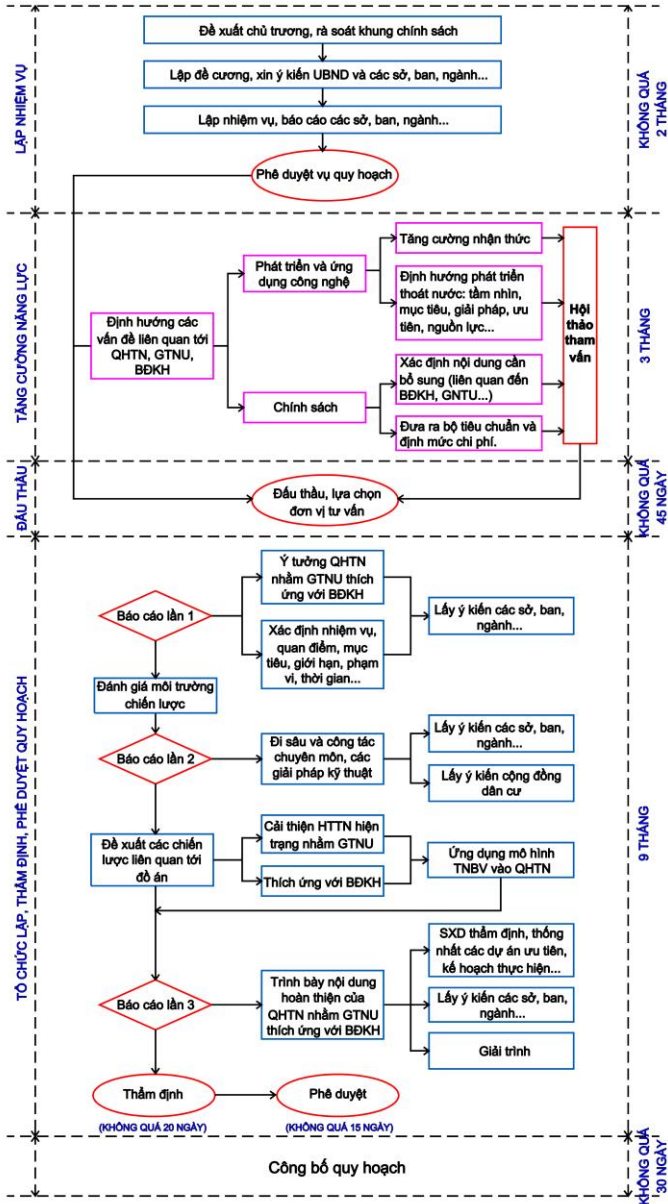 LẬP NHIỆM VỤ
Đề xuất chủ trương, rà soát khung chính sách
Lập đề cương, xin ý kiến UBND và các sở, ban, ngành...
Lập nhiệm vụ, báo cáo các sở, ban, ngành...
Phê duyệt vụ quy hoạch
KHÔNG QUÁ
2 THÁNG
TĂNG CƯỜNG NĂNG LỰC
Định hướng các
vấn đề liên quan tới
QHTN, GTNU,
BĐKH
Phát triển và ứng
dụng công nghệ
Chính sách
Tăng cường nhận thức
Định hướng phát triển
thoát nước: tầm nhìn,
mục tiêu, giải pháp, ưu
tiên, nguồn lực...
Xác định nội dung cần
bổ sung (liên quan đến
BĐKH, GNTU...)
Đưa ra bộ tiêu chuẩn và
định mức chi phí.
Hội
thảo
tham
vấn
3 THÁNG
ĐẤU THẦU
Đấu thầu, lựa chọn
đơn vị tư vấn
KHÔNG QUÁ
45 NGÀY
TỔ CHỨC LẬP, THẨM ĐỊNH, PHÊ DUYỆT QUY HOẠCH
Báo cáo lần 1
Ý tưởng QHTN
nhằm GTNU thích
ứng với BĐKH
Xác định nhiệm vụ,
quan điểm, mục
tiêu, giới hạn, phạm
vi, thời gian...
Lấy ý kiến các sở, ban,
ngành...
Đánh giá môi trường
chiến lược
Báo cáo lần 2
Đi sâu và công tác
chuyên môn, các
giải pháp kỹ thuật
Lấy ý kiến các sở, ban,
ngành...
Lấy ý kiến cộng đồng
dân cư
Đề xuất các chiến
lược liên quan tới
đồ án
Cải thiện HTTN hiện
trạng nhằm GTNU
Thích ứng với BĐKH
Ứng dụng mô hình
TNBV vào QHTN
Báo cáo lần 3
Trình bày nội dung
hoàn thiện của
QHTN nhằm GTNU
thích ứng với BĐKH
SXD thẩm định, thống
nhất các dự án ưu tiên,
kế hoạch thực hiện...
Lấy ý kiến các sở, ban,
ngành...
Giải trình
Thẩm định
(KHÔNG QUÁ 20 NGÀY)
Phê duyệt
(KHÔNG QUÁ 15 NGÀY)
9 THÁNG
Công bố quy hoạch
KHÔNG QUÁ
30 NGÀY